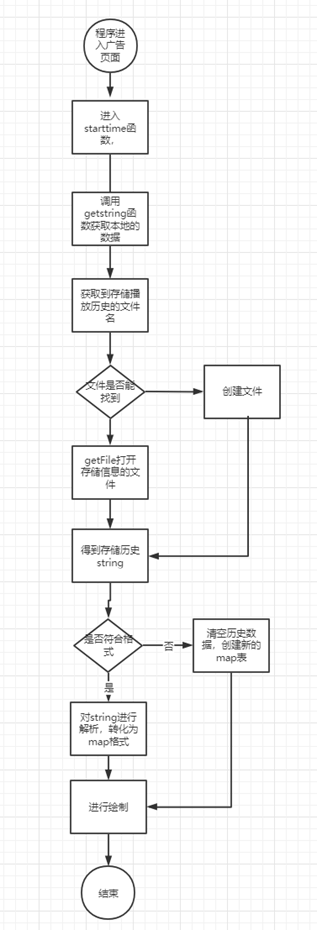 程序进
入广告
页面
进入
starttime函
数,
调用
getstring函
数获取本地的
数据
获取到存储播
放历史的文件
名
文件是否能
找到
创建文件
getFile打开
存储信息的文
件
得到存储历史
string
是否符合格
式
否
清空历史数
据，创建新的
map表
是
对string进行
解析，转化为
map格式
进行绘制
结束